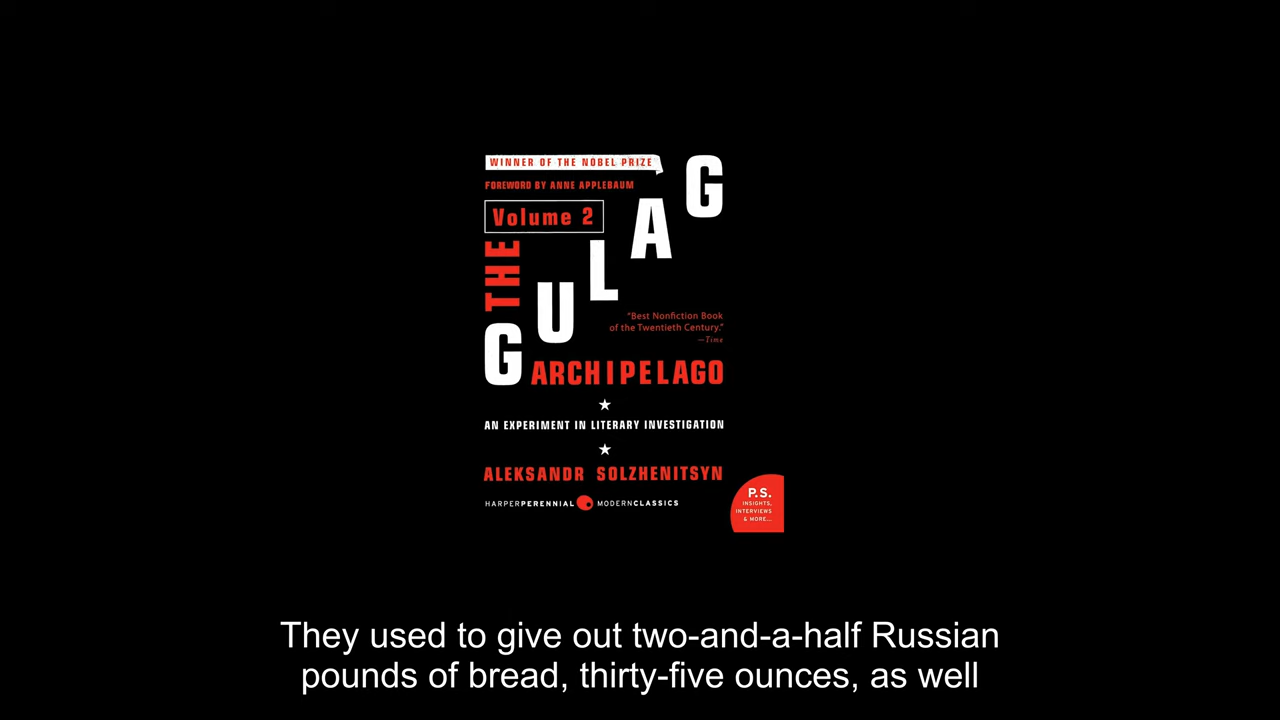 WINNER OF THE NOBEL PRIZE
FOREWORD BY ANNE APPLEBAUM
Volume 2
THE
GULAG
"Best Nonfiction Book
of the Twentieth Century."
—Time
ARCHIPELAGO
AN EXPERIMENT IN LITERARY INVESTIGATION
ALEKSANDR SOLZHENITSYN
HARPERPERENNIAL MODERNCLASSICS
P.S.
INSIGHTS,
INTERVIEWS
& MORE...
They used to give out two-and-a-half Russian
pounds of bread, thirty-five ounces, as well